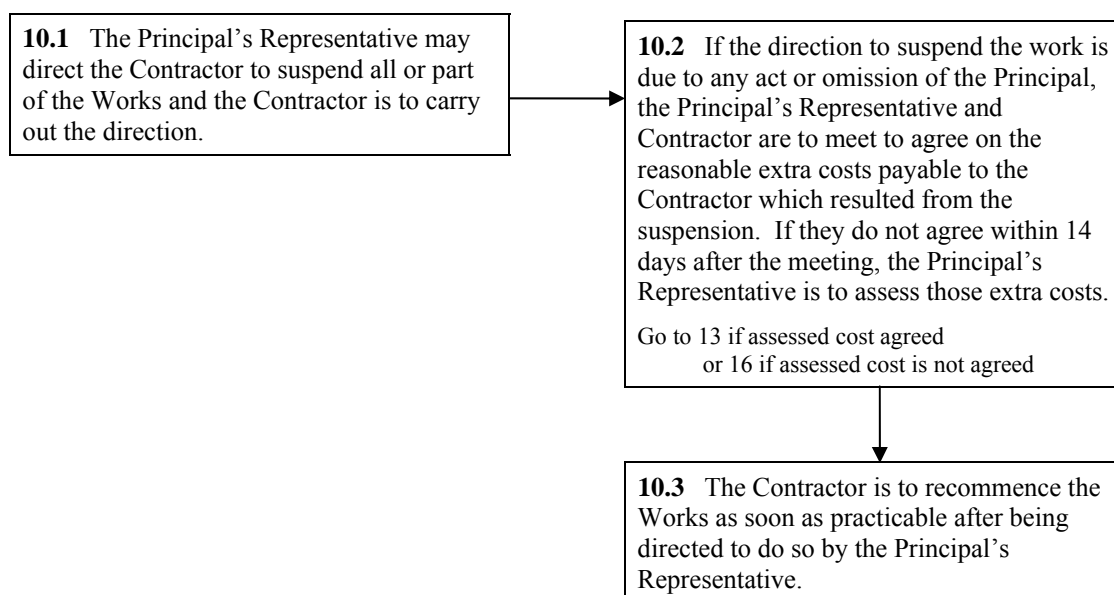 10.1 The Principal’s Representative may
direct the Contractor to suspend all or part
of the Works and the Contractor is to carry
out the direction.
10.2 If the direction to suspend the work is
due to any act or omission of the Principal,
the Principal’s Representative and
Contractor are to meet to agree on the
reasonable extra costs payable to the
Contractor which resulted from the
suspension. If they do not agree within 14
days after the meeting, the Principal’s
Representative is to assess those extra costs.
Go to 13 if assessed cost agreed
or 16 if assessed cost is not agreed
10.3 The Contractor is to recommence the
Works as soon as practicable after being
directed to do so by the Principal’s
Representative.